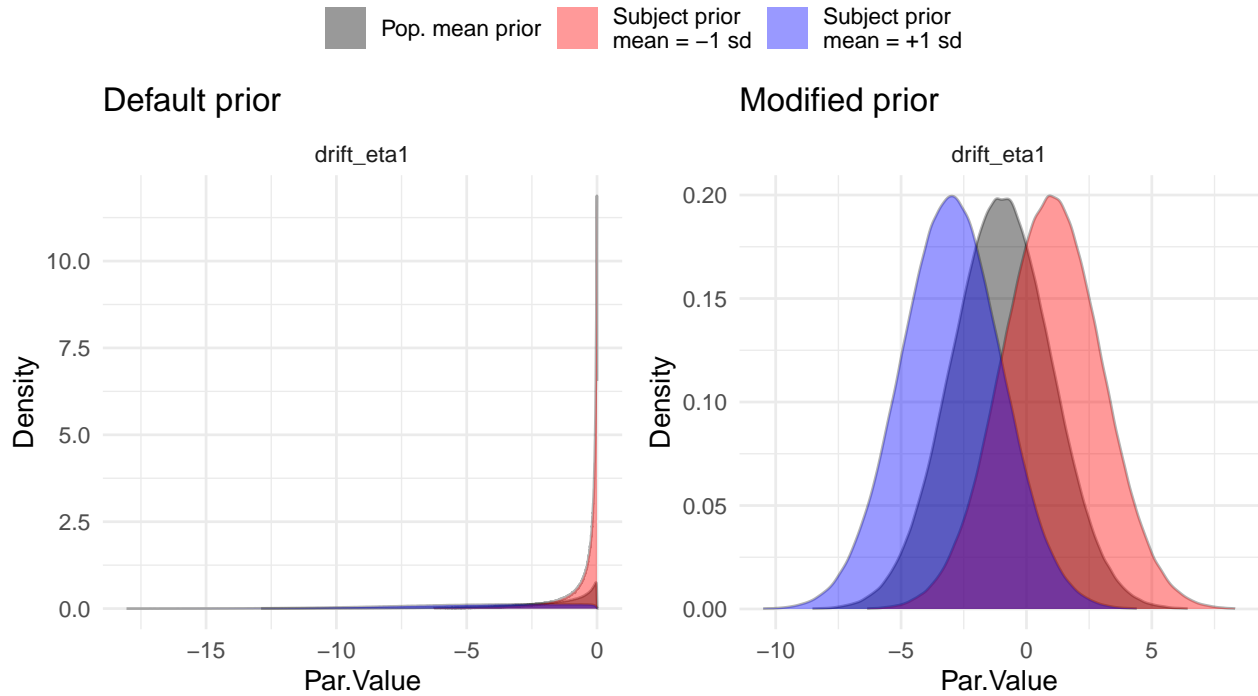 Pop. mean prior
Subject prior
mean = −1 sd
Subject prior
mean = +1 sd
Default prior
drift_eta1
10.0
7.5
5.0
2.5
0.0
Density
−15
−10
−5
0
Par.Value
Modified prior
drift_eta1
0.20
0.15
0.10
0.05
0.00
Density
−10
−5
0
5
Par.Value